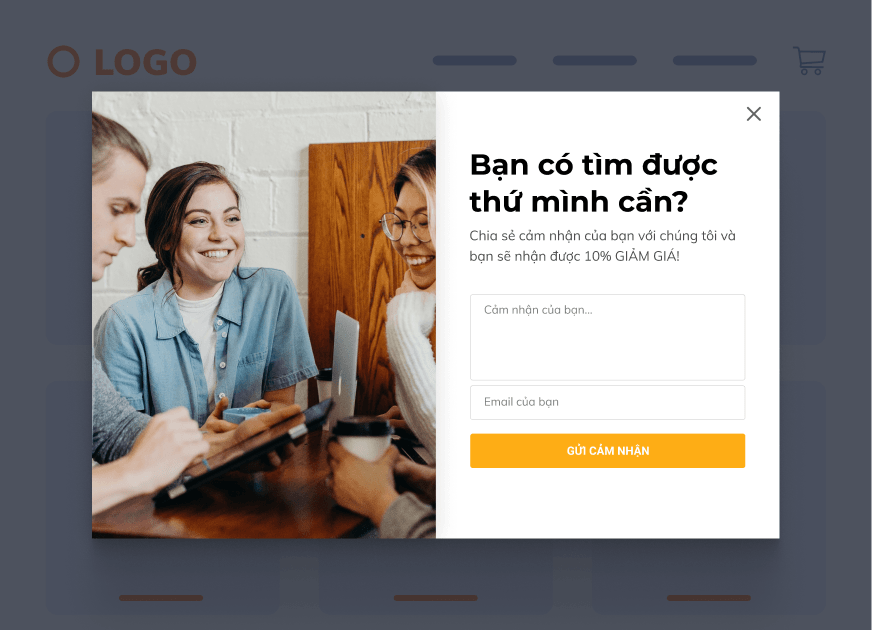 LOGO
Bạn có tìm được
thứ mình cần?
Chia sẻ cảm nhận của bạn với chúng tôi và
bạn sẽ nhận được 10% GIẢM GIÁ!
Cảm nhận của bạn...
Email của bạn
GỬI CẢM NHẬN